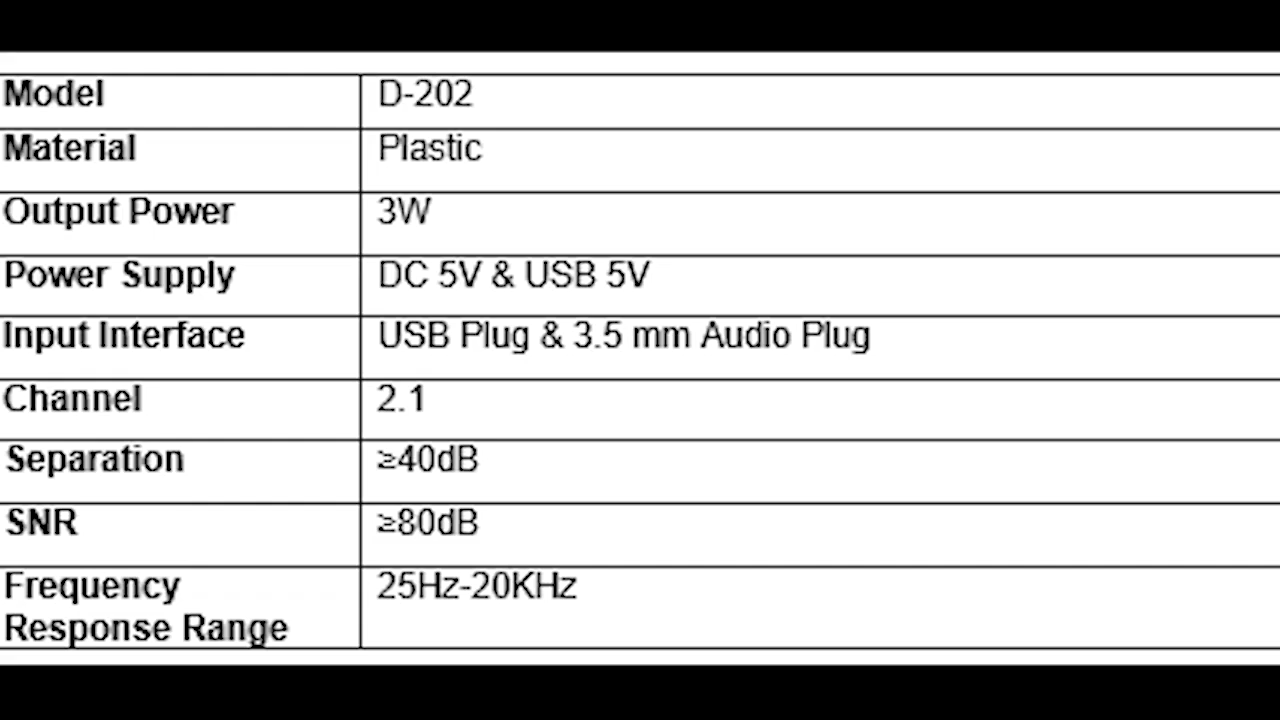 Model D-202
Material Plastic
Output Power 3W
Power Supply DC 5V & USB 5V
Input Interface USB Plug & 3.5 mm Audio Plug
Channel 2.1
Separation ≥40dB
SNR ≥80dB
Frequency 25Hz-20KHz
Response Range